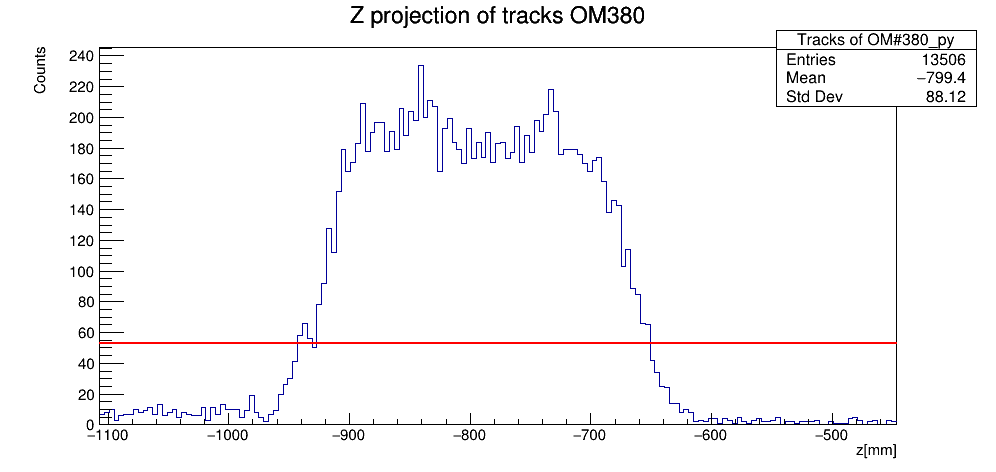 Z projection of tracks OM380
Tracks of OM#380_py
Entries 13506
Mean −799.4
Std Dev 88.12
Counts
240
220
200
180
160
140
120
100
80
60
40
20
0
−1100 −1000 −900 −800 −700 −600 −500
z[mm]